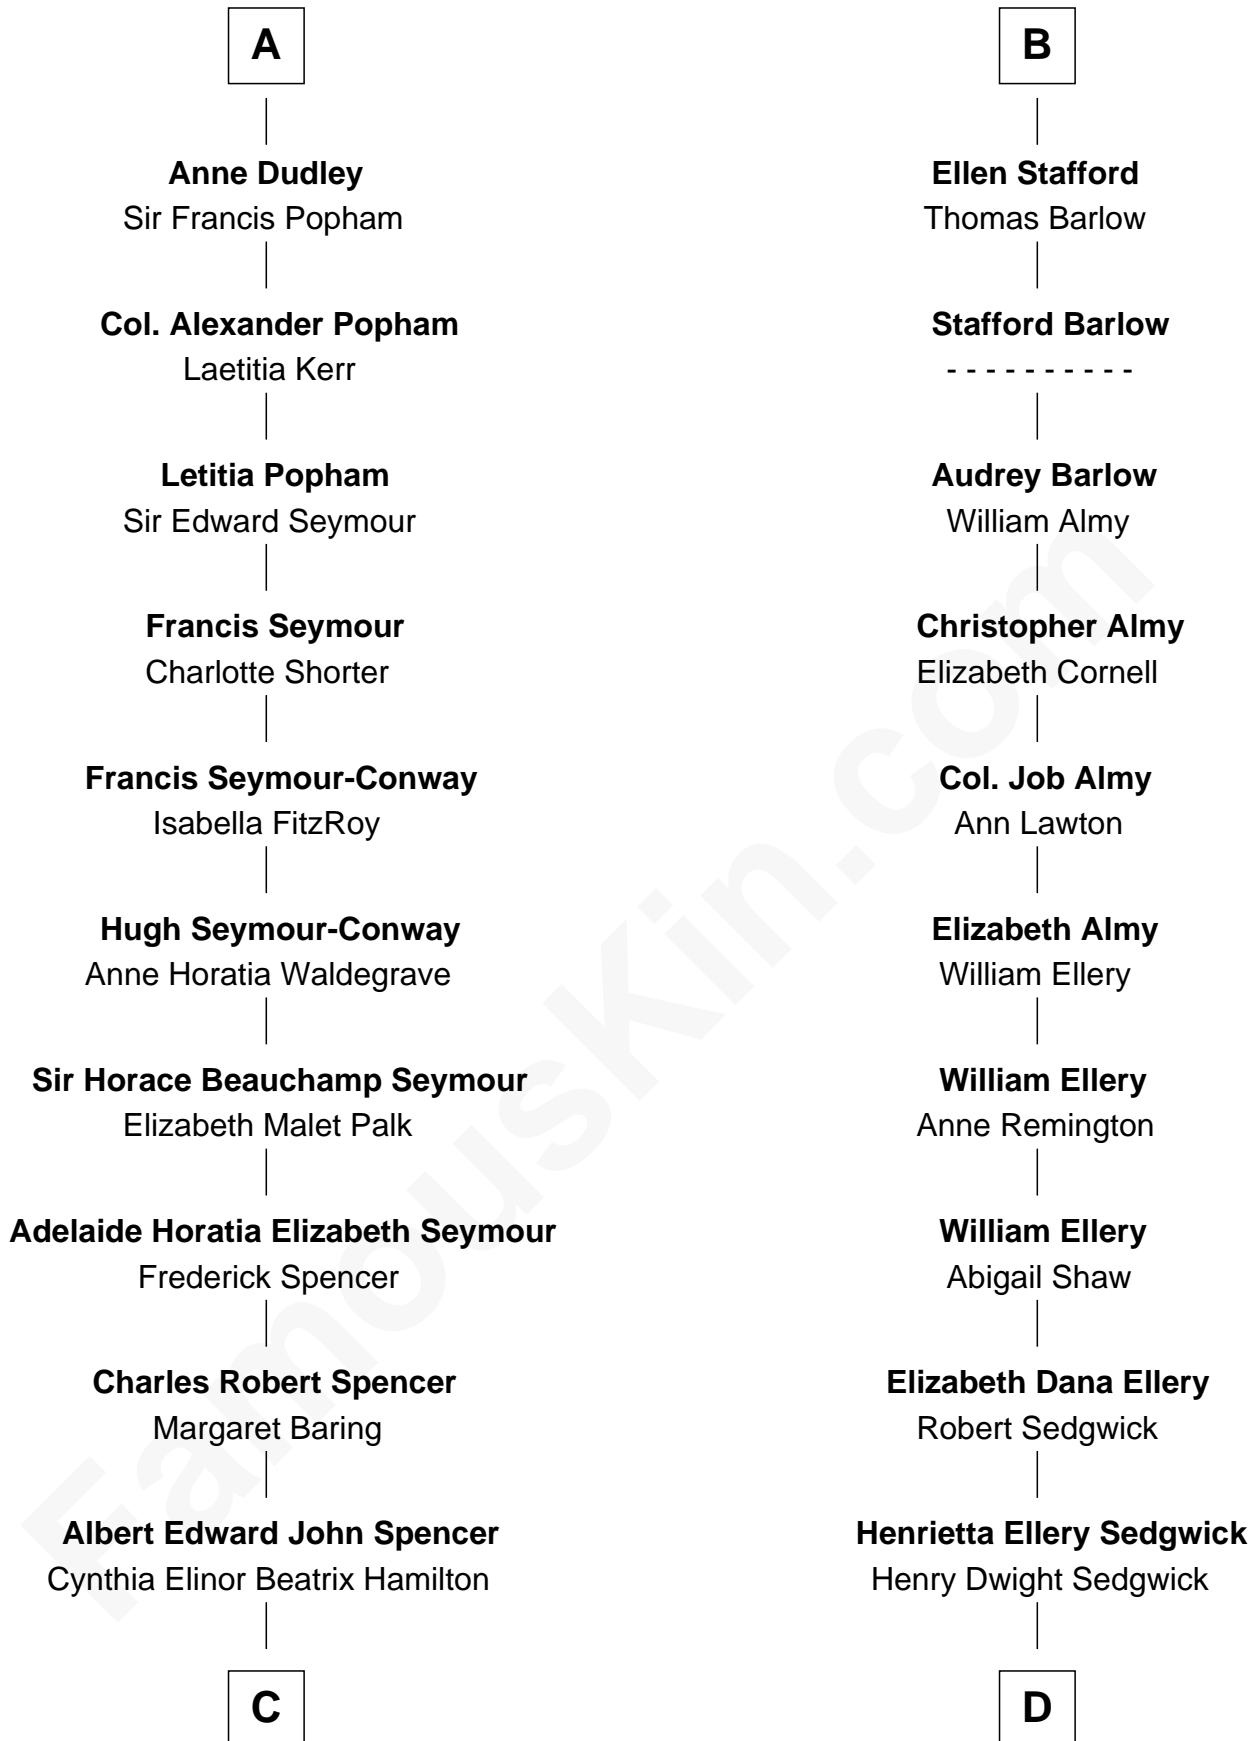 A
Anne Dudley
Sir Francis Popham
Col. Alexander Popham
Laetitia Kerr
Letitia Popham
Sir Edward Seymour
Francis Seymour
Charlotte Shorter
Francis Seymour-Conway
Isabella FitzRoy
Hugh Seymour-Conway
Anne Horatia Waldegrave
Sir Horace Beauchamp Seymour
Elizabeth Malet Palk
Adelaide Horatia Elizabeth Seymour
Frederick Spencer
Charles Robert Spencer
Margaret Baring
Albert Edward John Spencer
Cynthia Elinor Beatrix Hamilton
C
B
Ellen Stafford
Thomas Barlow
Stafford Barlow
- - - - - - - - - -
Audrey Barlow
William Almy
Christopher Almy
Elizabeth Cornell
Col. Job Almy
Ann Lawton
Elizabeth Almy
William Ellery
William Ellery
Anne Remington
William Ellery
Abigail Shaw
Elizabeth Dana Ellery
Robert Sedgwick
Henrietta Ellery Sedgwick
Henry Dwight Sedgwick
D
FamousKin.com